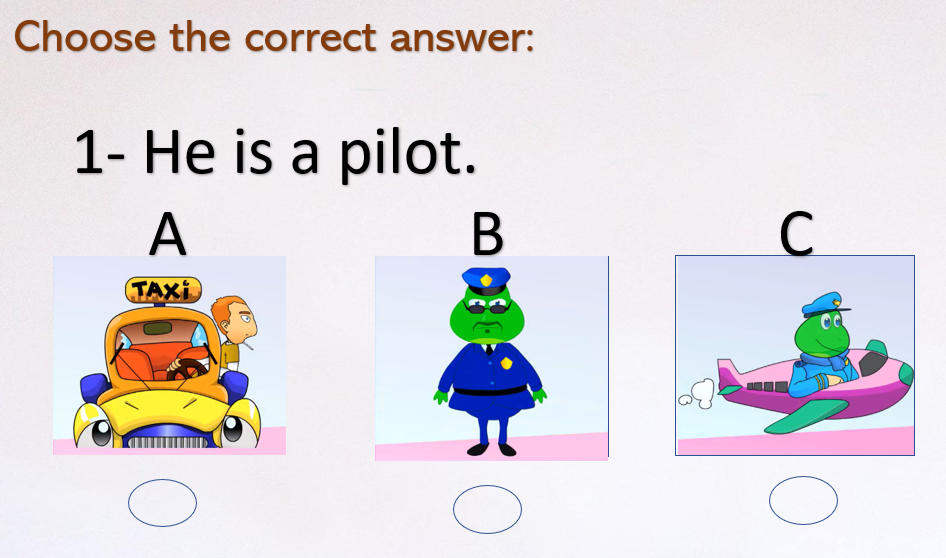 Choose the correct answer:
1- He is a pilot.
A
B
C
TAXi